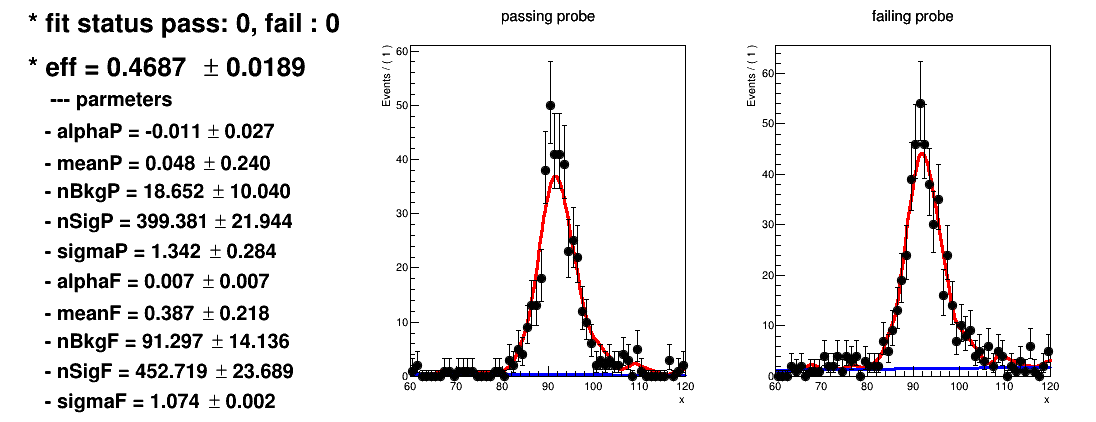 * fit status pass: 0, fail : 0
* eff = 0.4687 ± 0.0189
--- parmeters
- alphaP = -0.011 ± 0.027
- meanP = 0.048 ± 0.240
- nBkgP = 18.652 ± 10.040
- nSigP = 399.381 ± 21.944
- sigmaP = 1.342 ± 0.284
- alphaF = 0.007 ± 0.007
- meanF = 0.387 ± 0.218
- nBkgF = 91.297 ± 14.136
- nSigF = 452.719 ± 23.689
- sigmaF = 1.074 ± 0.002
passing probe
Events / ( 1 )
60
50
40
30
20
10
0
60 70 80 90 100 110 120
x
failing probe
Events / ( 1 )
60
50
40
30
20
10
0
60 70 80 90 100 110 120
x